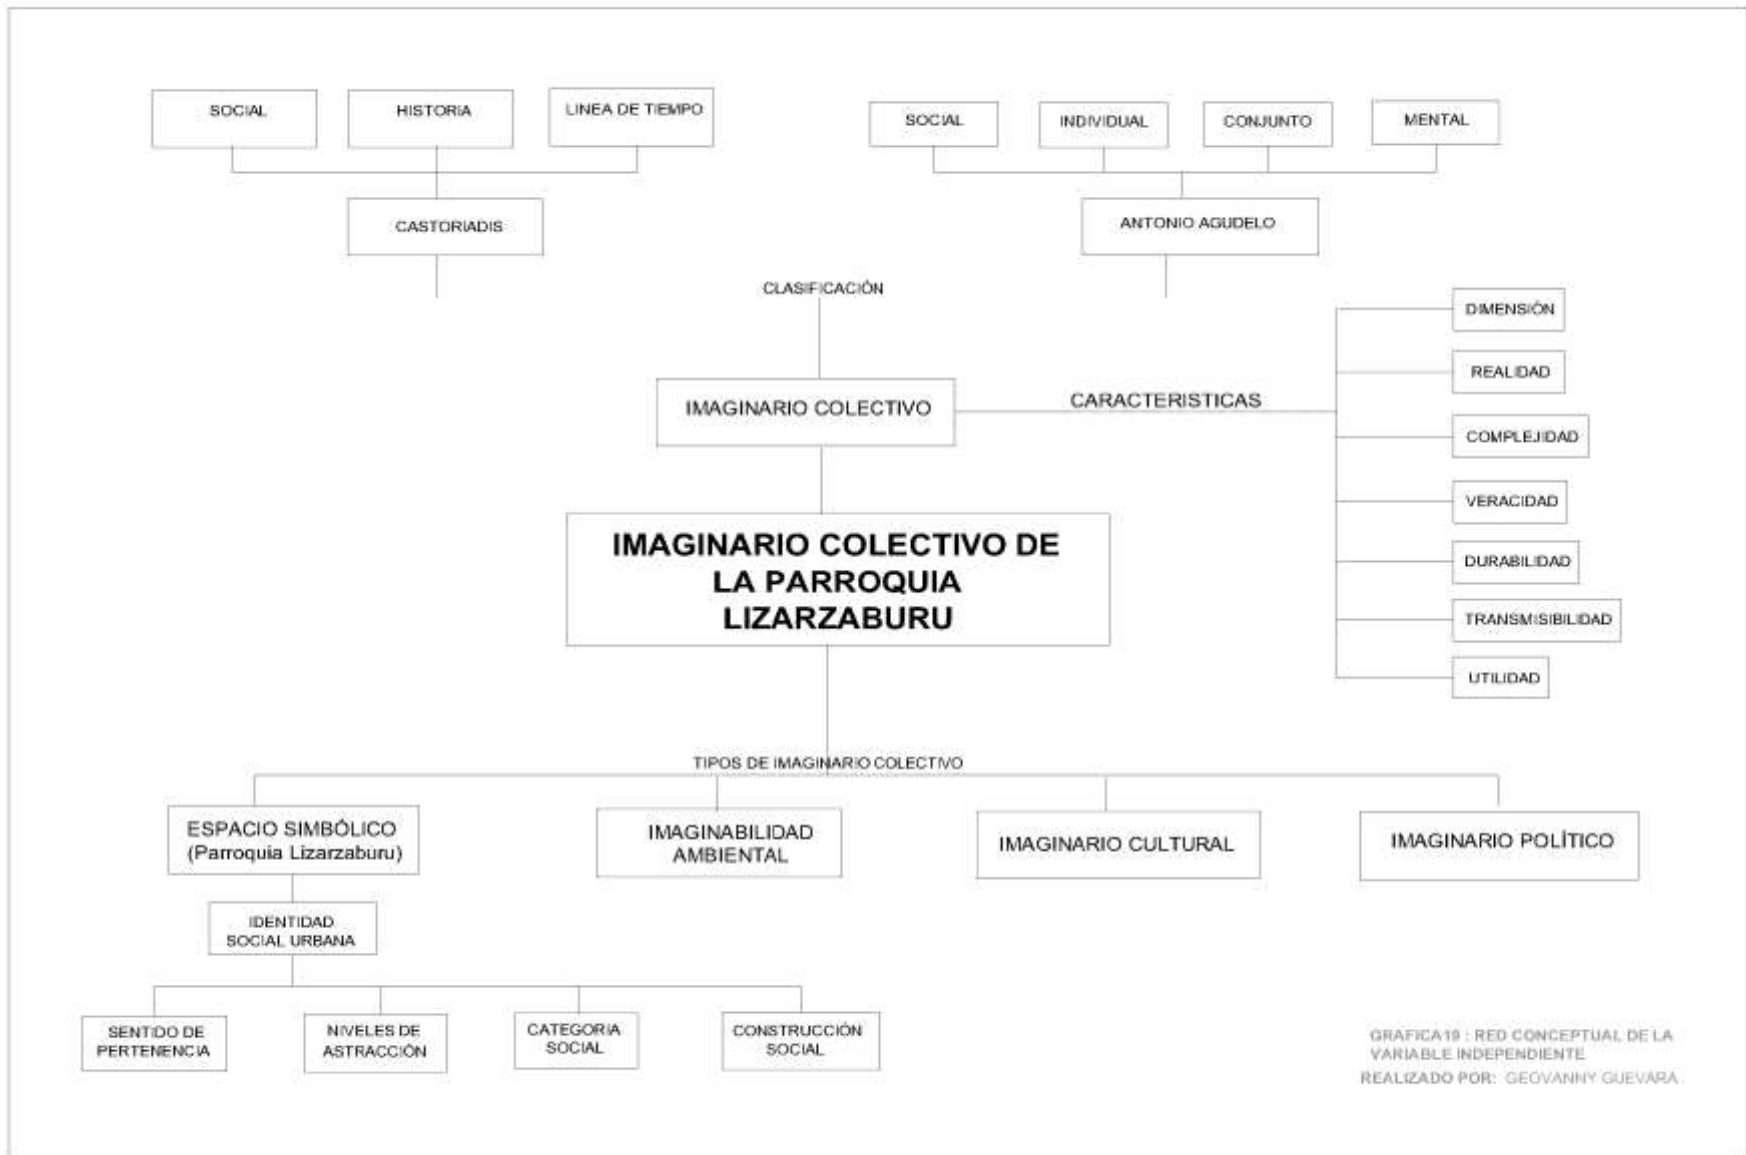 SOCIAL
HISTORIA
LINEA DE TIEMPO
SOCIAL
INDIVIDUAL
CONJUNTO
MENTAL
CASTORIADIS
ANTONIO AGUDELO
CLASIFICACIÓN
IMAGINARIO COLECTIVO
CARACTERISTICAS
DIMENSIÓN
REALIDAD
COMPLEJIDAD
VERACIDAD
DURABILIDAD
TRANSMISIBILIDAD
UTILIDAD
IMAGINARIO COLECTIVO DE
LA PARROQUIA
LIZARZABURU
TIPOS DE IMAGINARIO COLECTIVO
ESPACIO SIMBÓLICO
(Parroquia Lizarzaburu)
IMAGINABILIDAD
AMBIENTAL
IMAGINARIO CULTURAL
IMAGINARIO POLÍTICO
IDENTIDAD
SOCIAL URBANA
SENTIDO DE
PERTENENCIA
NIVELES DE
ASTRACCIÓN
CATEGORIA
SOCIAL
CONSTRUCCIÓN
SOCIAL
GRAFICA19 : RED CONCEPTUAL DE LA
VARIABLE INDEPENDIENTE
REALIZADO POR: GEOVANNY GUEVARA